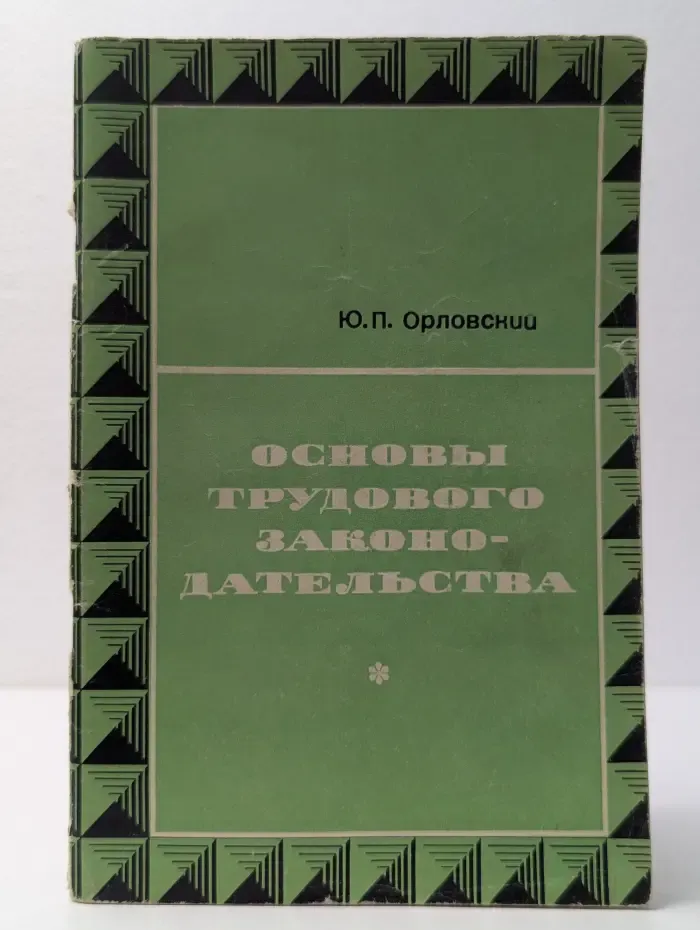 Ю.П. Орловский
ОСНОВЫ
ТРУДОВОГО
ЗАКОНО-
ДАТЕЛЬСТВА